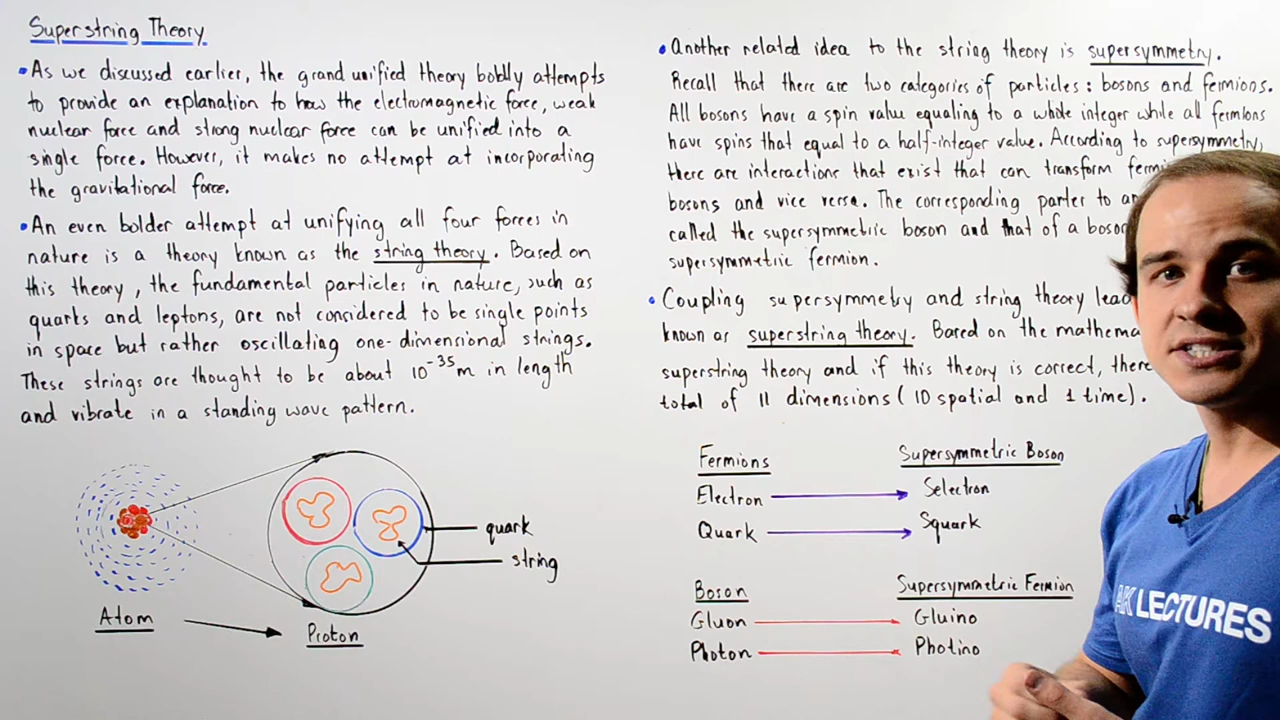 Superstring Theory
• As we discussed earlier, the grand unified theory boldly attempts
to provide an explanation to how the electromagnetic force, weak
nuclear force and strong nuclear force can be unified into a
single force. However, it makes no attempt at incorporating
the gravitational force.
• An even bolder attempt at unifying all four forces in
nature is a theory known as the string theory. Based on
this theory, the fundamental particles in nature, such as
quarks and leptons, are not considered to be single points
in space but rather oscillating one-dimensional strings.
These strings are thought to be about 10⁻³⁵ m in length
and vibrate in a standing wave pattern.
Atom
Proton
quark
string
• Another related idea to the string theory is supersymmetry.
Recall that there are two categories of particles: bosons and fermions.
All bosons have a spin value equaling to a whole integer while all fermions
have spins that equal to a half-integer value. According to supersymmetry,
there are interactions that exist that can transform
bosons and vice versa. The corresponding parter to
called the supersymmetric boson and that of a
supersymmetric fermion.
• Coupling supersymmetry and string theory
known as superstring theory. Based on the
superstring theory and if this theory is correct, there
total of 11 dimensions (10 spatial and 1 time).
Fermions Supersymmetric Boson
Electron Selectron
Quark Squark
Boson Supersymmetric Fermion
Gluon Gluino
Photon Photino
AK LECTURES